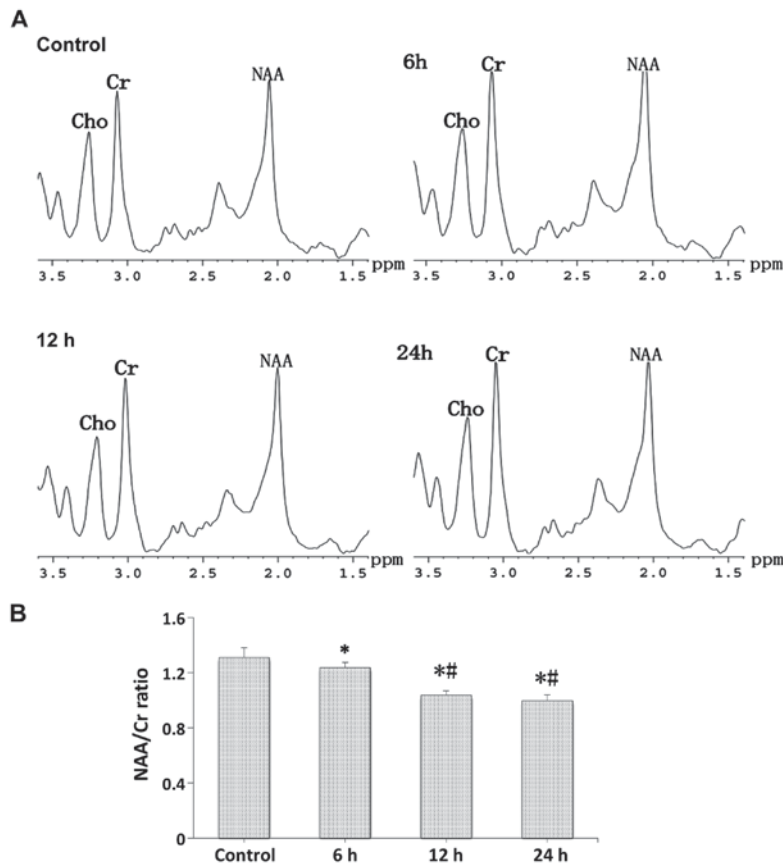 A
Control
Cho
Cr
NAA
3.5 3.0 2.5 2.0 1.5 ppm
6h
Cho
Cr
NAA
3.5 3.0 2.5 2.0 1.5 ppm
12 h
Cho
Cr
NAA
3.5 3.0 2.5 2.0 1.5 ppm
24h
Cho
Cr
NAA
3.5 3.0 2.5 2.0 1.5 ppm
B
NAA/Cr ratio
1.6
1.2
0.8
0.4
0
*
*#
*#
Control 6 h 12 h 24 h